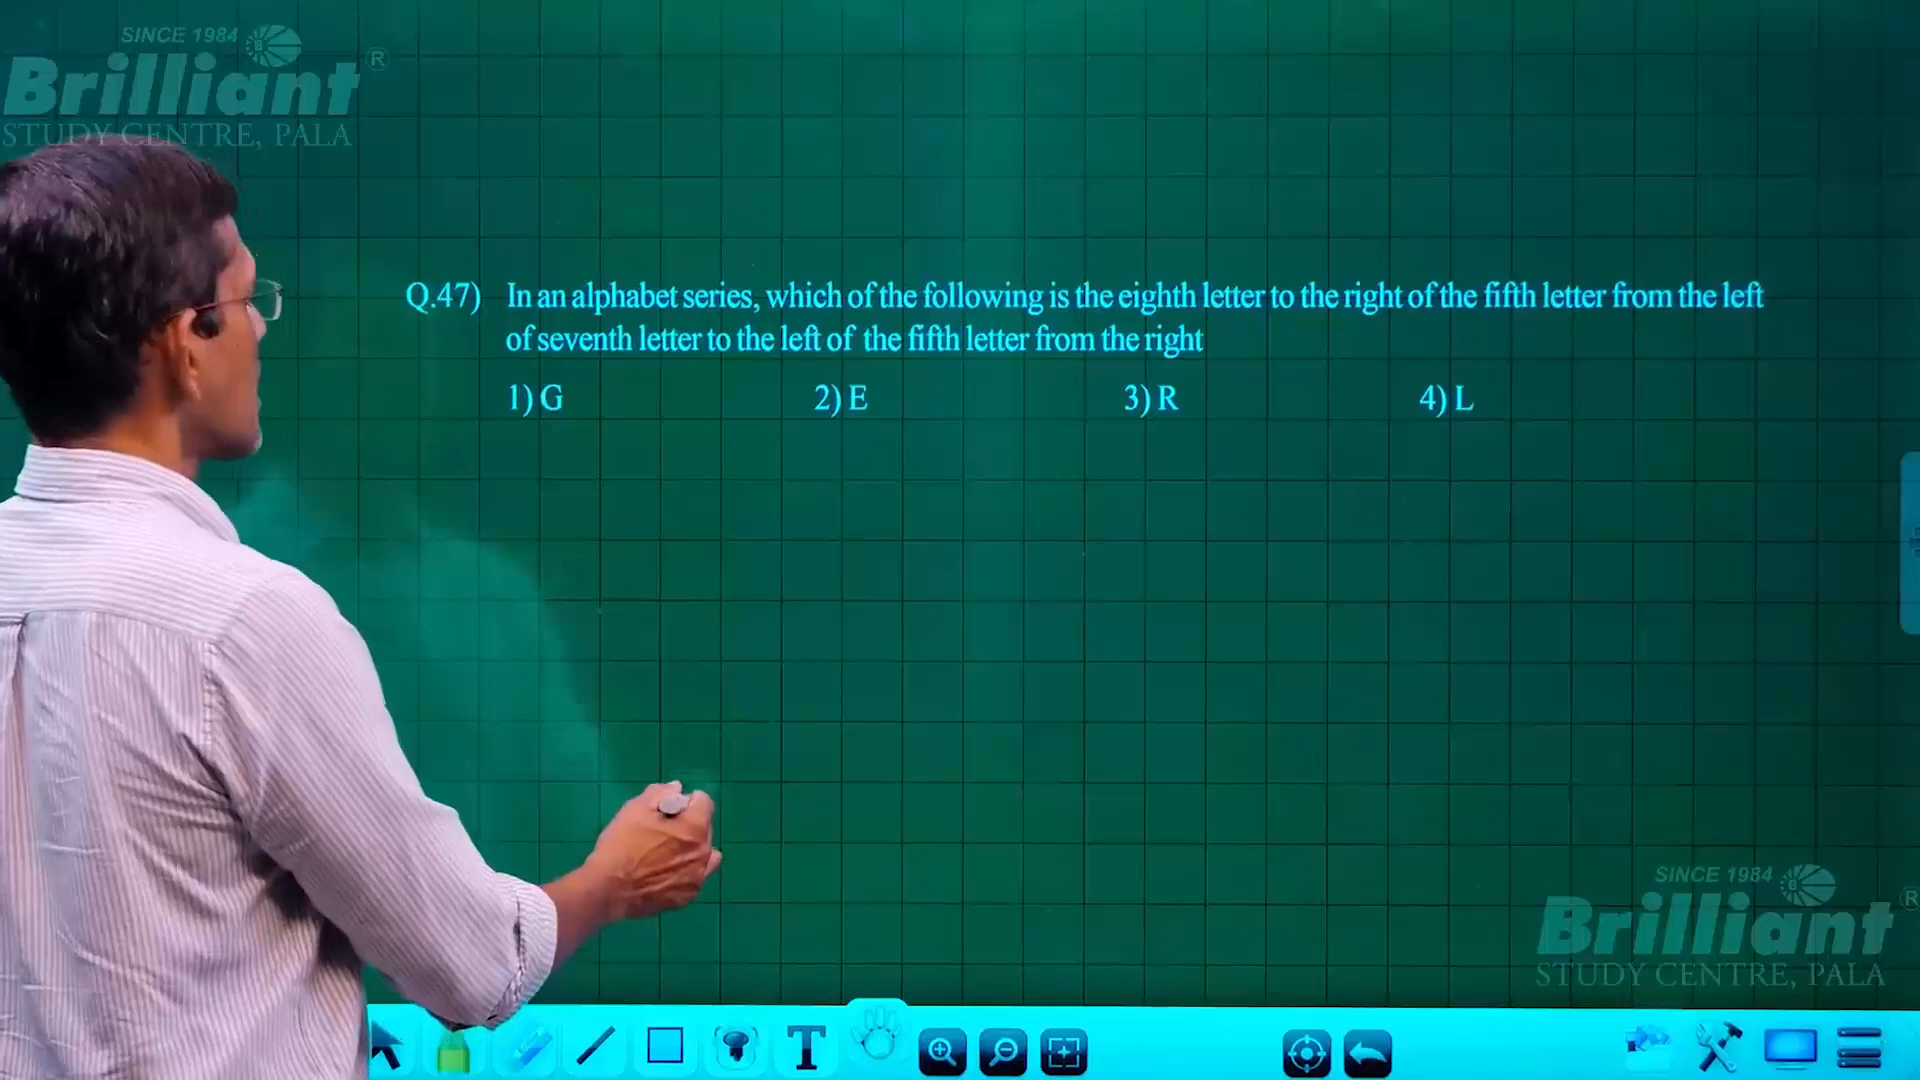 SINCE 1984
Brilliant ®
STUDY CENTRE, PALA
Q.47) In an alphabet series, which of the following is the eighth letter to the right of the fifth letter from the left
of seventh letter to the left of the fifth letter from the right
1) G 2) E 3) R 4) L
SINCE 1984
Brilliant ®
STUDY CENTRE, PALA
T